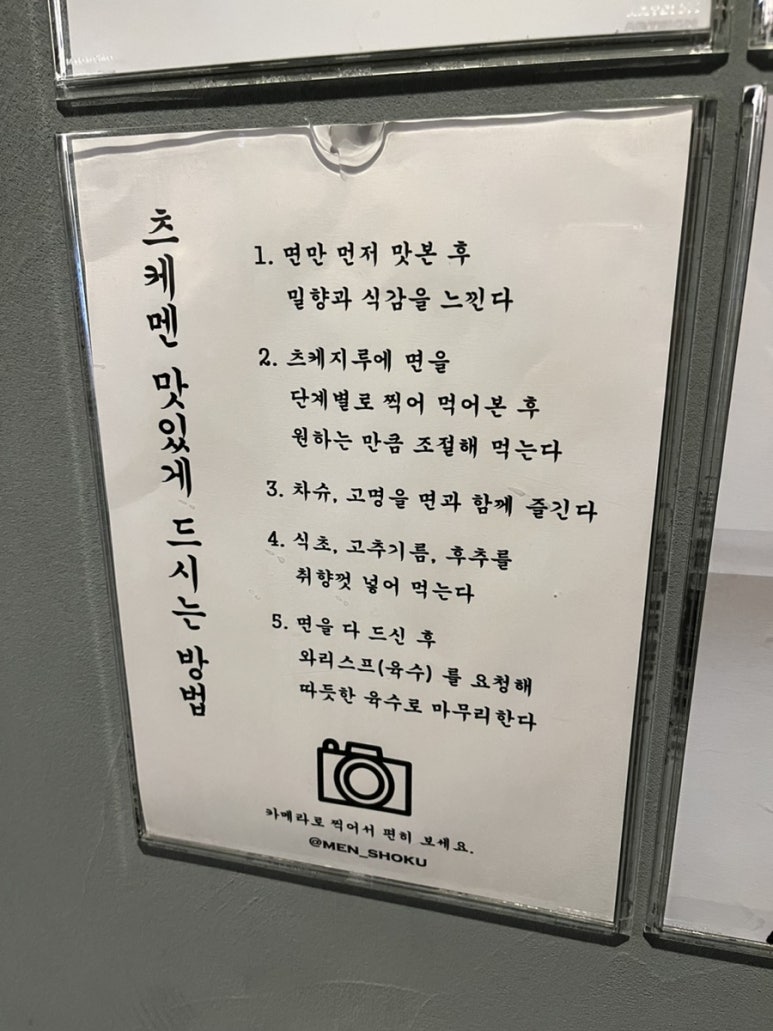 츠케멘 맛있게 드시는 방법
1. 면만 먼저 맛본 후
밀향과 식감을 느낀다
2. 츠케지루에 면을
단계별로 찍어 먹어본 후
원하는 만큼 조절해 먹는다
3. 차슈, 고명을 면과 함께 즐긴다
4. 식초, 고추기름, 후추를
취향껏 넣어 먹는다
5. 면을 다 드신 후
와리스프(육수) 를 요청해
따듯한 육수로 마무리한다
카메라로 찍어서 편히 보세요.
@MEN_SHOKU